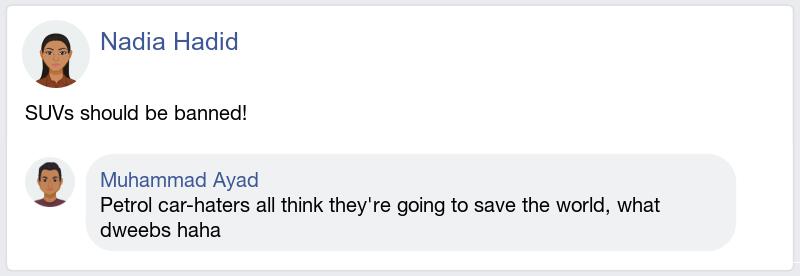 Nadia Hadid
SUVs should be banned!
Muhammad Ayad
Petrol car-haters all think they're going to save the world, what
dweebs haha